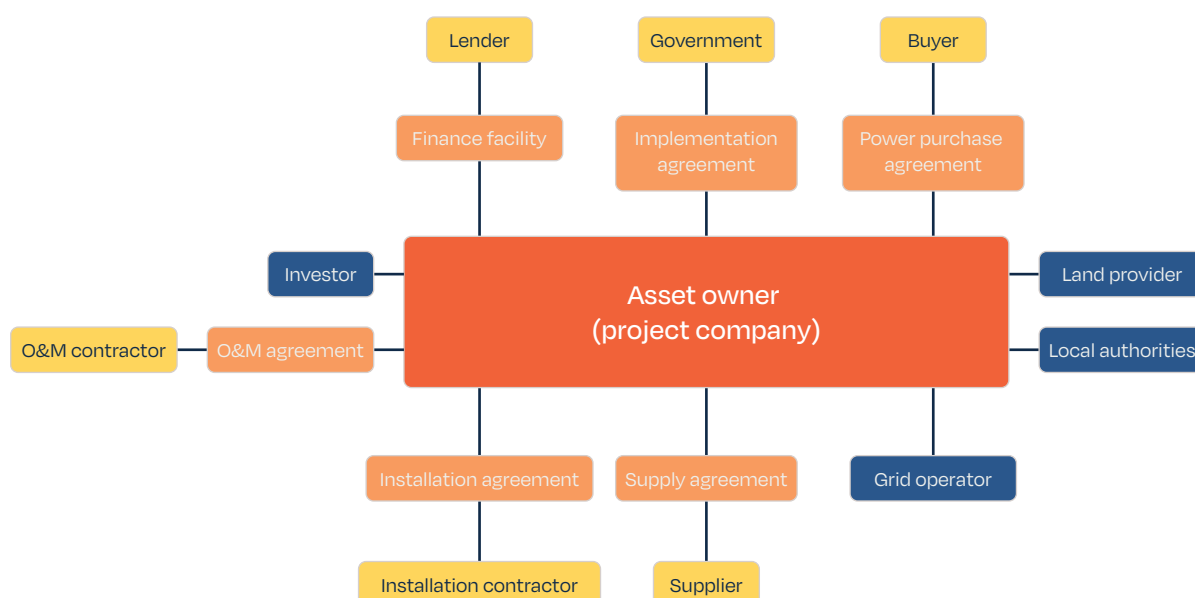 Lender
Government
Buyer
Finance facility
Implementation
agreement
Power purchase
agreement
Investor
Asset owner
(project company)
Land provider
O&M contractor
O&M agreement
Local authorities
Installation agreement
Supply agreement
Grid operator
Installation contractor
Supplier